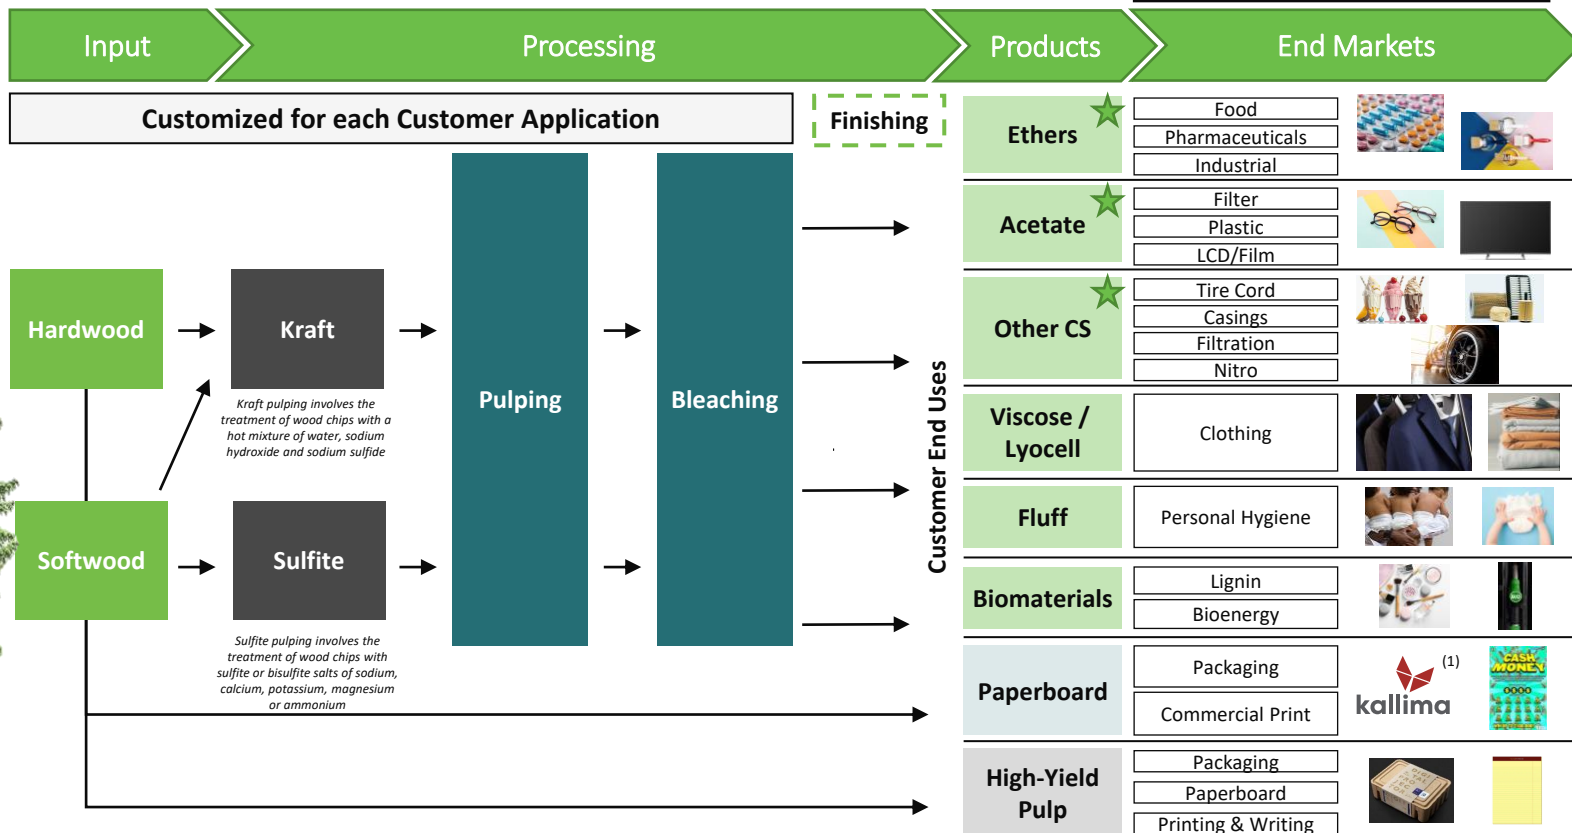 Input
Processing
Products
End Markets
Customized for each Customer Application
Finishing
Hardwood
Softwood
Kraft
Kraft pulping involves the
treatment of wood chips with a
hot mixture of water, sodium
hydroxide and sodium sulfide
Sulfite
Sulfite pulping involves the
treatment of wood chips with
sulfite or bisulfite salts of sodium,
calcium, potassium, magnesium
or ammonium
Pulping
Bleaching
Customer End Uses
Ethers
Food
Pharmaceuticals
Industrial
Acetate
Filter
Plastic
LCD/Film
Other CS
Tire Cord
Casings
Filtration
Nitro
Viscose /
Lyocell
Clothing
Fluff
Personal Hygiene
Biomaterials
Lignin
Bioenergy
Paperboard
Packaging
Commercial Print
kallima
(1)
CASH
MONEY
High-Yield
Pulp
Packaging
Paperboard
Printing & Writing